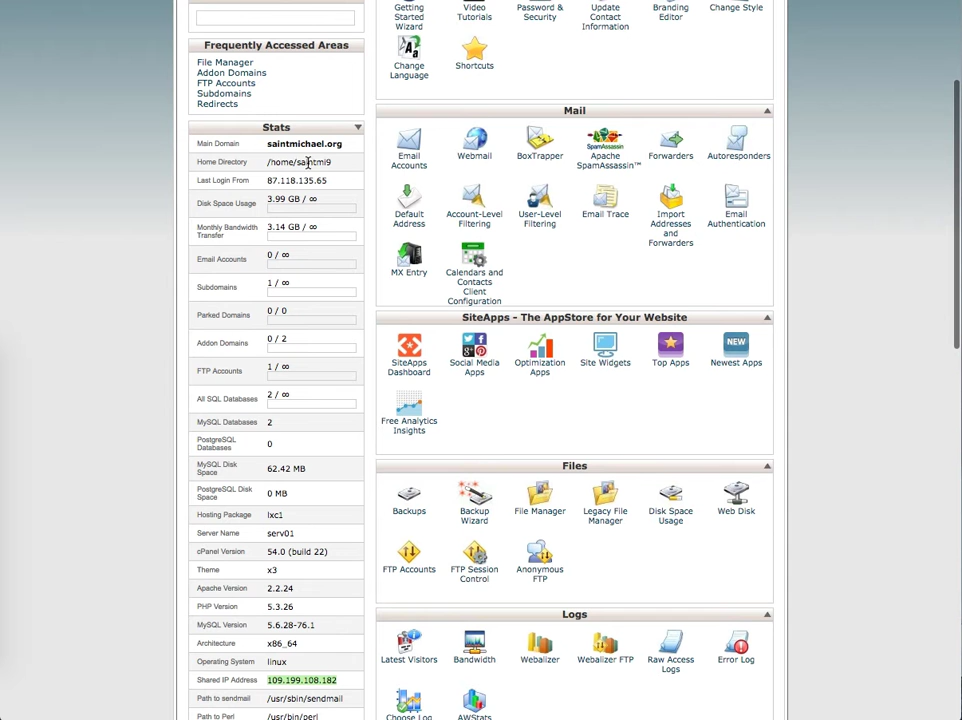 Frequently Accessed Areas
File Manager
Addon Domains
FTP Accounts
Subdomains
Redirects
Stats
Main Domain saintmichael.org
Home Directory /home/saintmi9
Last Login From 87.118.135.65
Disk Space Usage 3.99 GB / ∞
Monthly Bandwidth
Transfer 3.14 GB / ∞
Email Accounts 0 / ∞
Subdomains 1 / ∞
Parked Domains 0 / 0
Addon Domains 0 / 2
FTP Accounts 1 / ∞
All SQL Databases 2 / ∞
MySQL Databases 2
PostgreSQL
Databases 0
MySQL Disk
Space 62.42 MB
PostgreSQL Disk
Space 0 MB
Hosting Package lxc1
Server Name serv01
cPanel Version 54.0 (build 22)
Theme x3
Apache Version 2.2.24
PHP Version 5.3.26
MySQL Version 5.6.28-76.1
Architecture x86_64
Operating System linux
Shared IP Address 109.199.108.182
Path to sendmail /usr/sbin/sendmail
Path to Perl /usr/bin/perl
Getting
Started
Wizard
Video
Tutorials
Password &
Security
Update
Contact
Information
Branding
Editor
Change Style
Change
Language
Shortcuts
Mail
Email
Accounts
Webmail
BoxTrapper
Apache
SpamAssassin™
Forwarders
Autoresponders
Default
Address
Account-Level
Filtering
User-Level
Filtering
Email Trace
Import
Addresses
and
Forwarders
Email
Authentication
MX Entry
Calendars and
Contacts
Client
Configuration
SiteApps - The AppStore for Your Website
SiteApps
Dashboard
Social Media
Apps
Optimization
Apps
Site Widgets
Top Apps
NEW
Newest Apps
Free Analytics
Insights
Files
Backups
Backup
Wizard
File Manager
Legacy File
Manager
Disk Space
Usage
Web Disk
FTP Accounts
FTP Session
Control
Anonymous
FTP
Logs
Latest Visitors
Bandwidth
Webalizer
Webalizer FTP
Raw Access
Logs
Error Log
Choose Log
AWStats